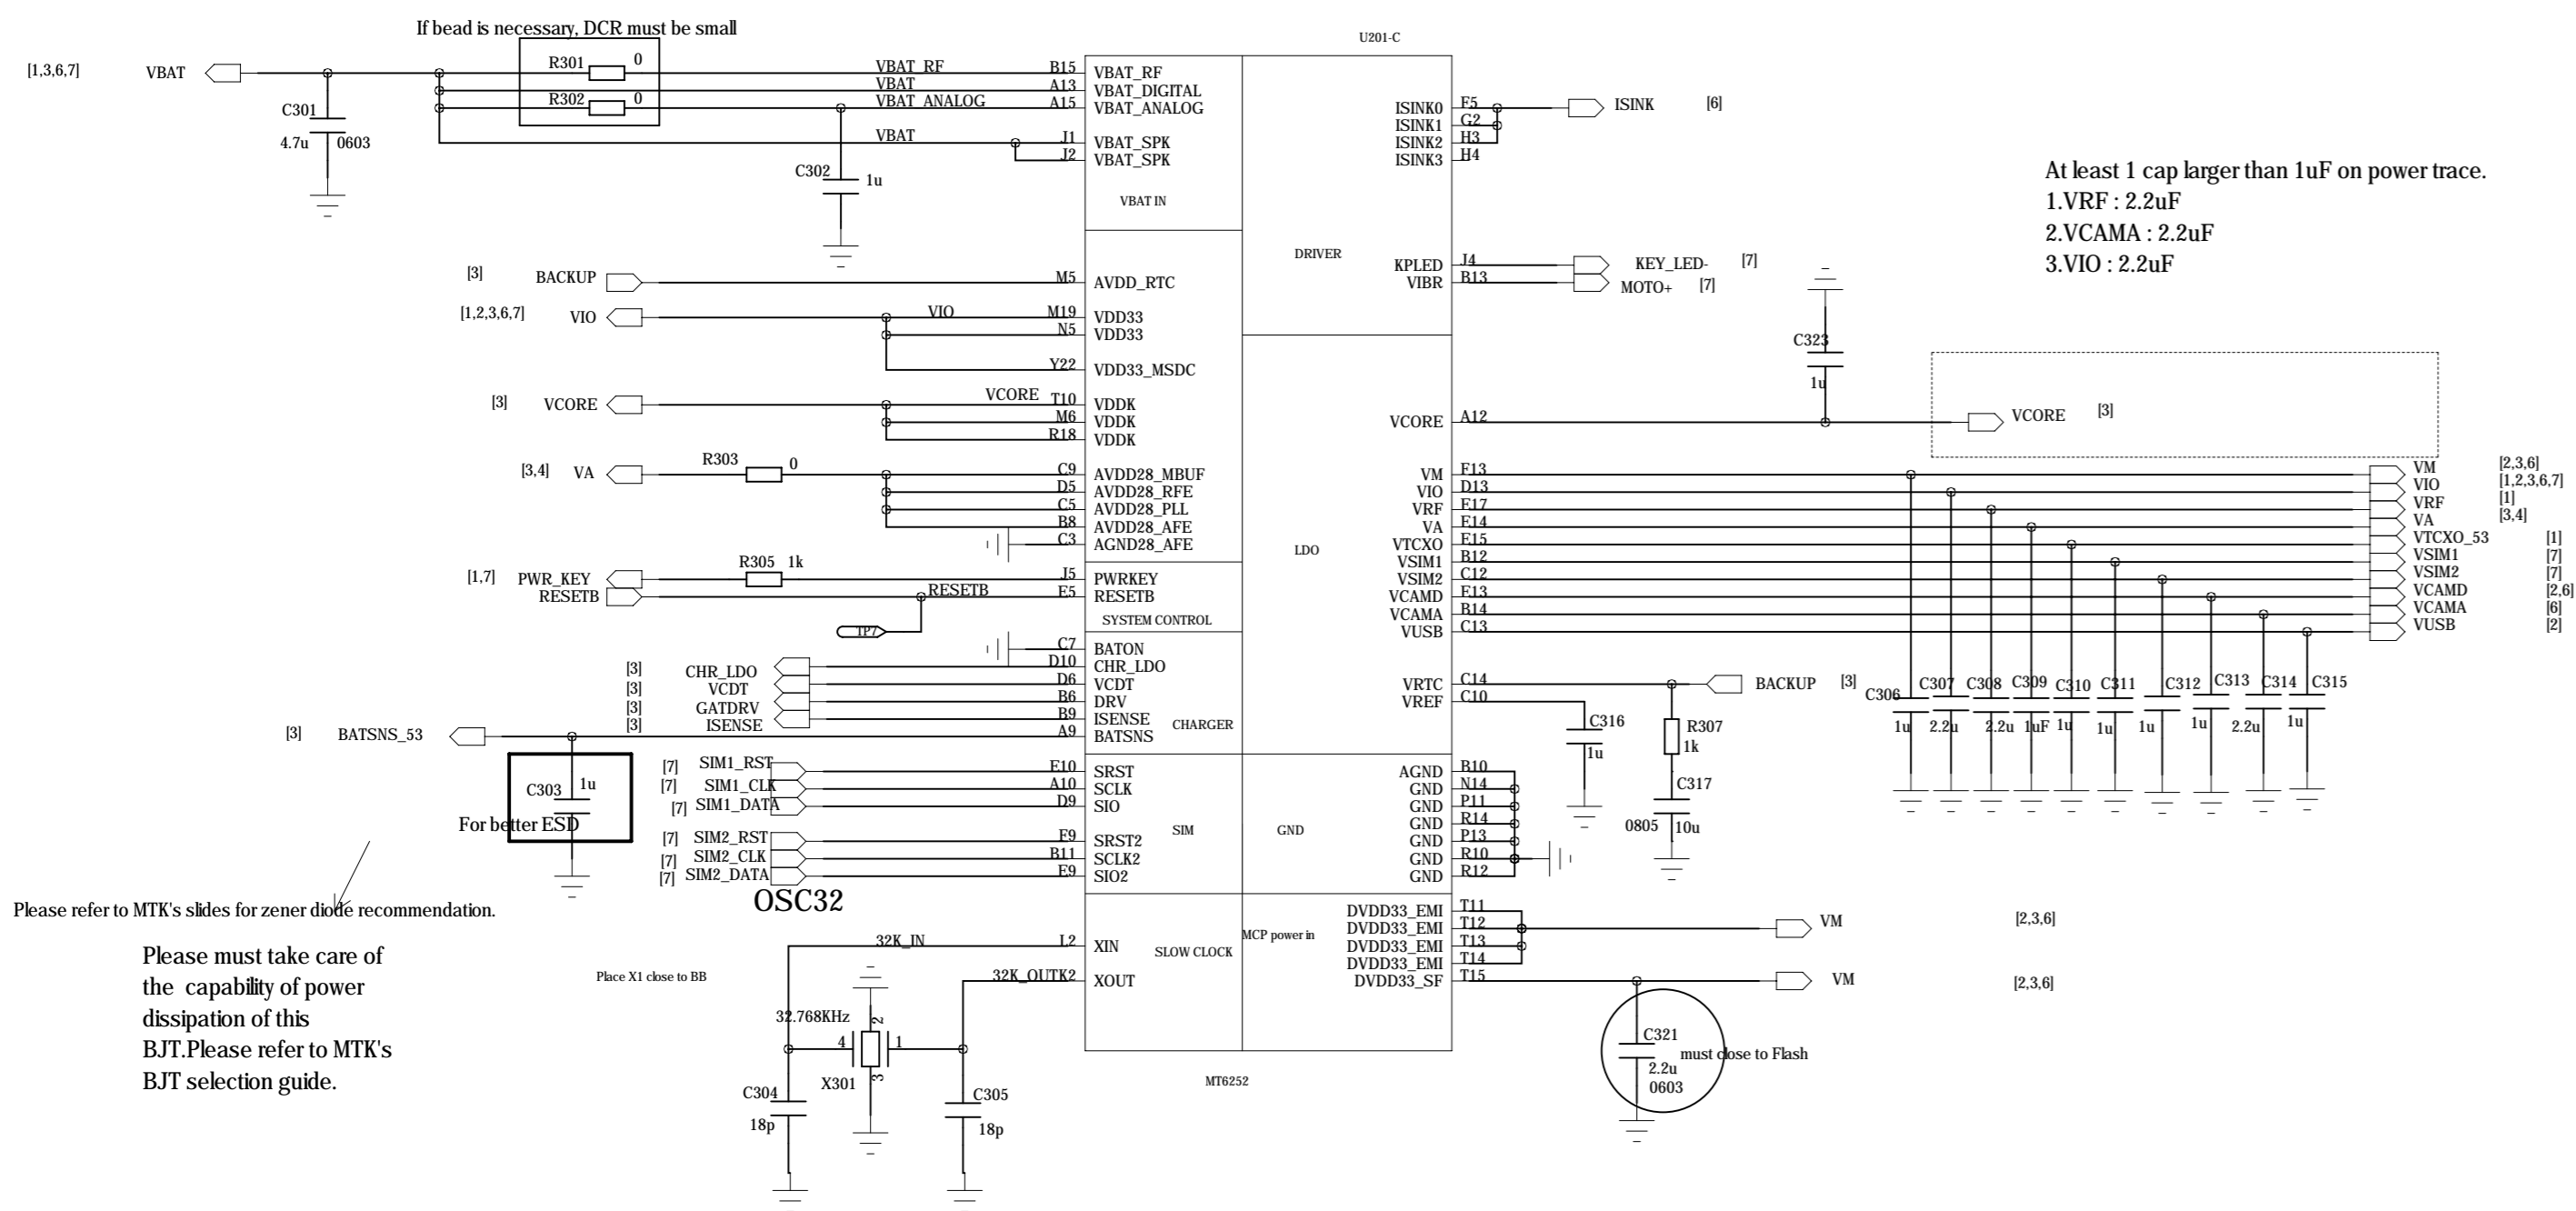 If bead is necessary, DCR must be small
U201-C
[1,3,6,7] VBAT
R301 0
VBAT_RF B15 VBAT_RF
VBAT A13 VBAT_DIGITAL
R302 0
VBAT_ANALOG A15 VBAT_ANALOG
C301
4.7u 0603
VBAT J1 VBAT_SPK
J2 VBAT_SPK
C302
1u
VBAT IN
ISINK0 F5
ISINK [6]
ISINK1 G2
ISINK2 H3
ISINK3 H4
At least 1 cap larger than 1uF on power trace.
1.VRF : 2.2uF
2.VCAMA : 2.2uF
3.VIO : 2.2uF
DRIVER
KPLED J4 KEY_LED- [7]
VIBR B13 MOTO+ [7]
[3] BACKUP M5 AVDD_RTC
[1,2,3,6,7] VIO VIO M19 VDD33
N5 VDD33
Y22 VDD33_MSDC
[3] VCORE VCORE T10 VDDK
M6 VDDK
R18 VDDK
C323
1u
VCORE A12 VCORE [3]
[3,4] VA R303 0 C9 AVDD28_MBUF
D5 AVDD28_RFE
C5 AVDD28_PLL
B8 AVDD28_AFE
C3 AGND28_AFE
LDO
VM F13 VM [2,3,6]
VIO D13 VIO [1,2,3,6,7]
VRF E17 VRF [1]
VA E14 VA [3,4]
VTCXO E15 VTCXO_53 [1]
VSIM1 B12 VSIM1 [7]
VSIM2 C12 VSIM2 [7]
VCAMD E13 VCAMD [2,6]
VCAMA B14 VCAMA [6]
VUSB C13 VUSB [2]
R305 1k
[1,7] PWR_KEY J5 PWRKEY
RESETB RESETB E5 RESETB
TP7
SYSTEM CONTROL
C7 BATON
[3] CHR_LDO D10 CHR_LDO
[3] VCDT D6 VCDT
[3] GATDRV B6 DRV
[3] ISENSE B9 ISENSE
CHARGER
[3] BATSNS_53 A9 BATSNS
VRTC C14 BACKUP [3]
VREF C10
C316
1u
R307
1k
C317
0805 10u
C306 C307 C308 C309 C310 C311 C312 C313 C314 C315
1u 2.2u 2.2u 1uF 1u 1u 1u 1u 2.2u 1u
C303 1u
For better ESD
[7] SIM1_RST E10 SRST
[7] SIM1_CLK A10 SCLK
[7] SIM1_DATA D9 SIO
SIM
[7] SIM2_RST F9 SRST2
[7] SIM2_CLK B11 SCLK2
[7] SIM2_DATA E9 SIO2
AGND B10
GND N14
GND P11
GND R14
GND P13
GND R10
GND R12
GND
OSC32
Please refer to MTK's slides for zener diode recommendation.
Please must take care of
the capability of power
dissipation of this
BJT.Please refer to MTK's
BJT selection guide.
32K_IN L2 XIN
SLOW CLOCK
Place X1 close to BB
32K_OUT K2 XOUT
32.768KHz
2
4 1
X301 3
C304
18p
C305
18p
MCP power in
DVDD33_EMI T11
DVDD33_EMI T12 VM [2,3,6]
DVDD33_EMI T13
DVDD33_EMI T14
DVDD33_SF T15 VM [2,3,6]
C321
must close to Flash
2.2u
0603
MT6252